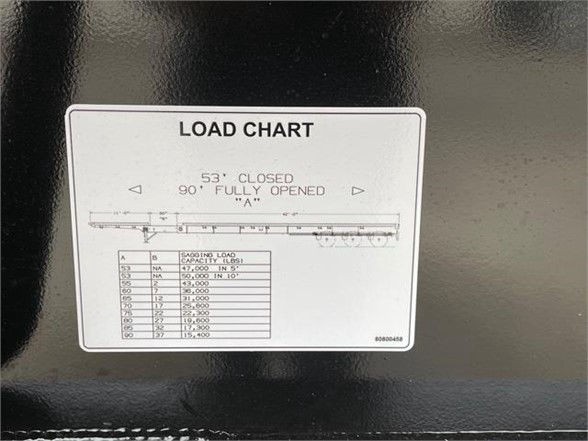 LOAD CHART
53' CLOSED
90' FULLY OPENED
"A"
A B SAGGING LOAD CAPACITY (LBS)
53 NA 47,000 IN 5'
53 NA 50,000 IN 10'
55 2 43,000
60 7 36,000
65 12 31,000
70 17 25,600
75 22 22,300
80 27 19,600
85 32 17,300
90 37 15,400
60800458